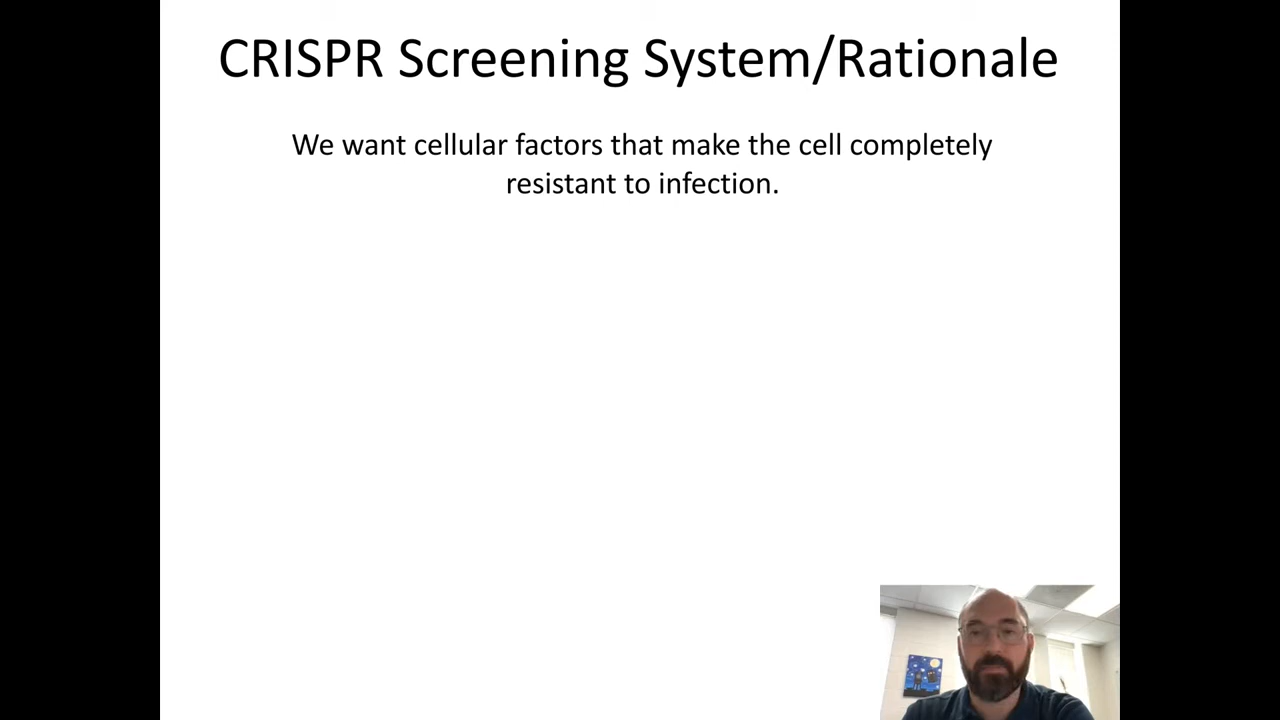 CRISPR Screening System/Rationale
We want cellular factors that make the cell completely
resistant to infection.